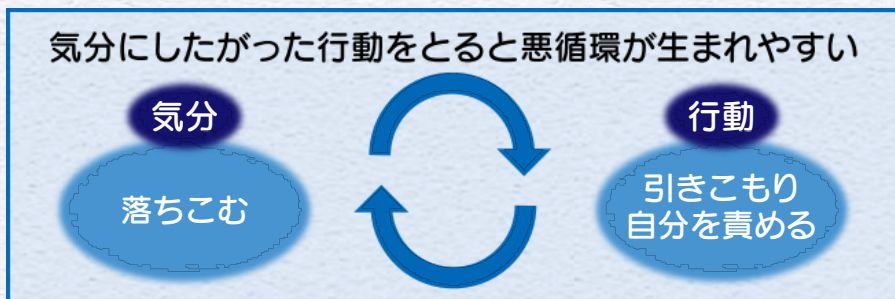 気分にしたがった行動をとると悪循環が生まれやすい
気分
行動
落ちこむ
引きこもり
自分を責める